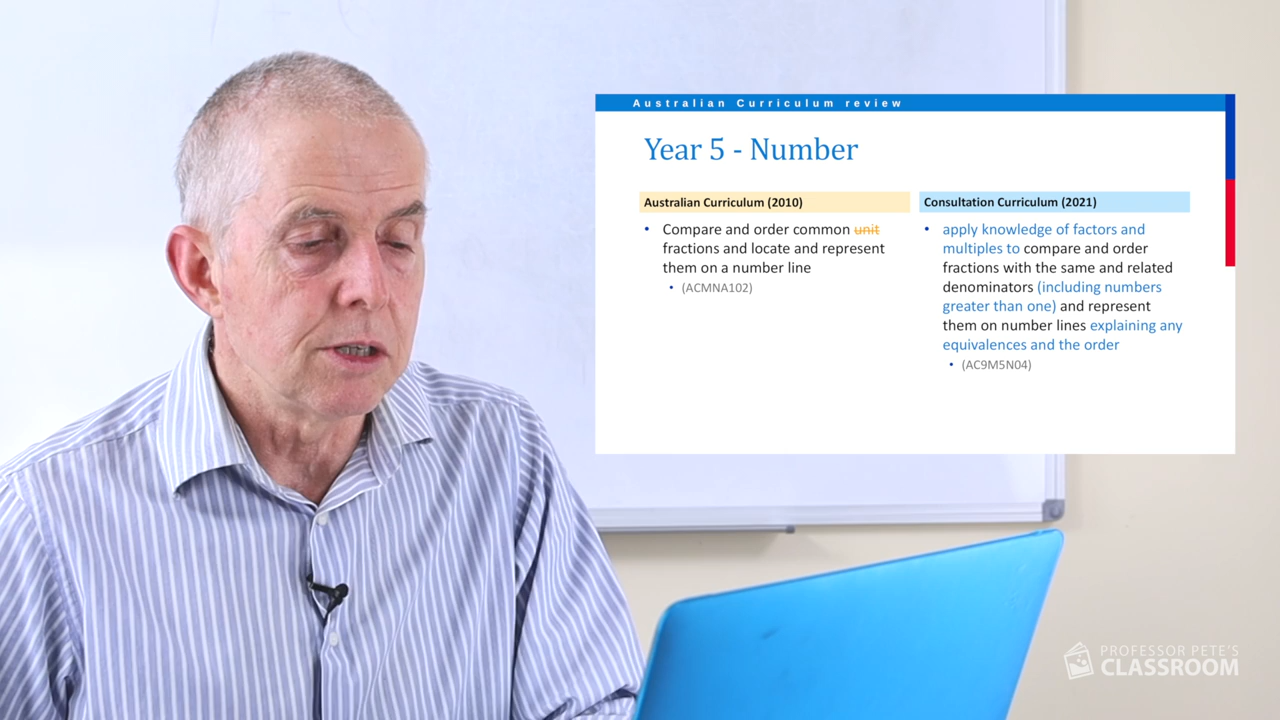 Australian Curriculum review
Year 5 - Number
Australian Curriculum (2010)
• Compare and order common unit
fractions and locate and represent
them on a number line
• (ACMNA102)
Consultation Curriculum (2021)
• apply knowledge of factors and
multiples to compare and order
fractions with the same and related
denominators (including numbers
greater than one) and represent
them on number lines explaining any
equivalences and the order
• (AC9M5N04)
PROFESSOR PETE'S
CLASSROOM